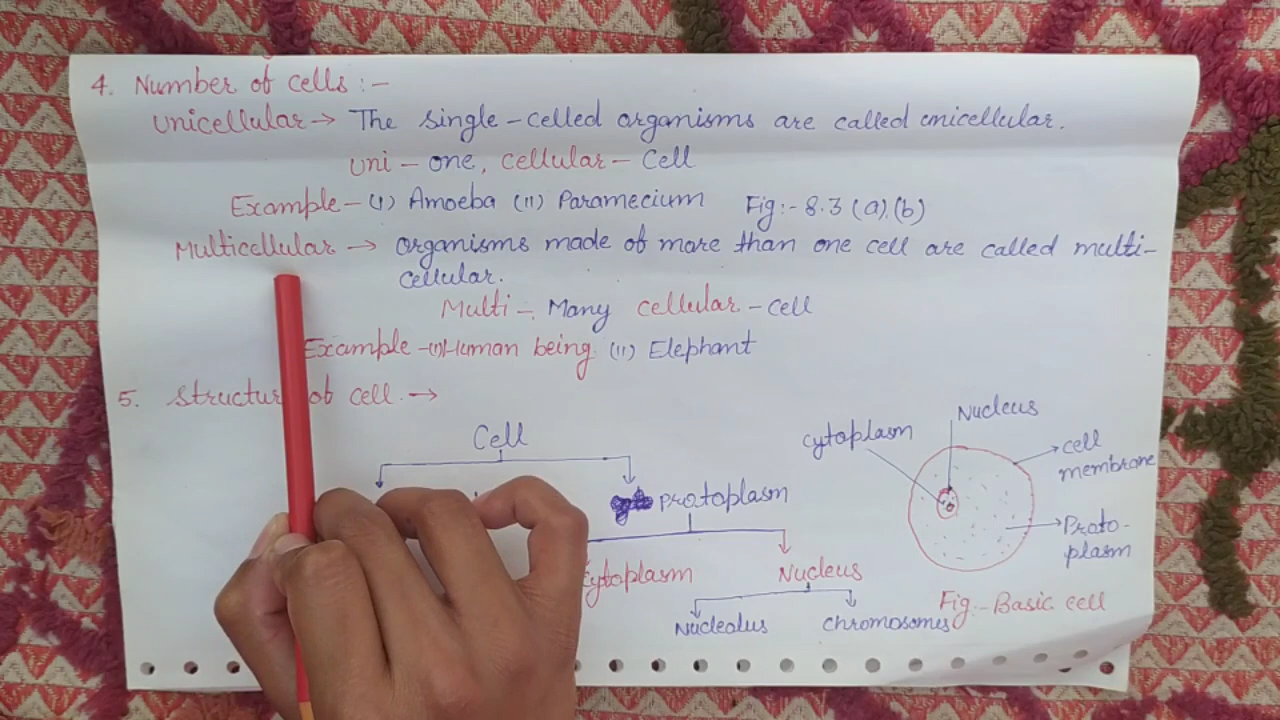 4. Number of cells :-
Unicellular → The single-celled organisms are called unicellular.
Uni - one, cellular - Cell
Example - (i) Amoeba (ii) Paramecium Fig:- 8.3 (a), (b)
Multicellular → organisms made of more than one cell are called multi-
cellular.
Multi - Many cellular - cell
Example - (i) Human being (ii) Elephant
5. Structure of cell. →
Cell
Protoplasm
Cytoplasm Nucleus
Nucleolus chromosomes
Nucleus
cytoplasm
cell
membrane
Proto-
plasm
Fig:- Basic cell